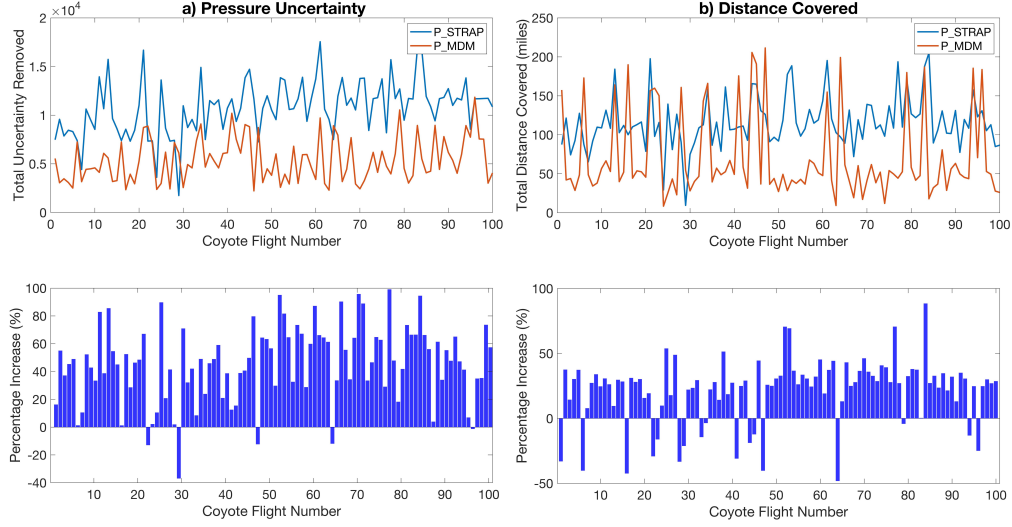 a) Pressure Uncertainty
×10⁴
2
1.5
1
0.5
0
Total Uncertainty Removed
P_STRAP
P_MDM
0 10 20 30 40 50 60 70 80 90 100
Coyote Flight Number
b) Distance Covered
250
200
150
100
50
0
Total Distance Covered (miles)
P_STRAP
P_MDM
0 10 20 30 40 50 60 70 80 90 100
Coyote Flight Number
100
80
60
40
20
0
-20
-40
Percentage Increase (%)
10 20 30 40 50 60 70 80 90 100
Coyote Flight Number
100
50
0
-50
Percentage Increase (%)
10 20 30 40 50 60 70 80 90 100
Coyote Flight Number